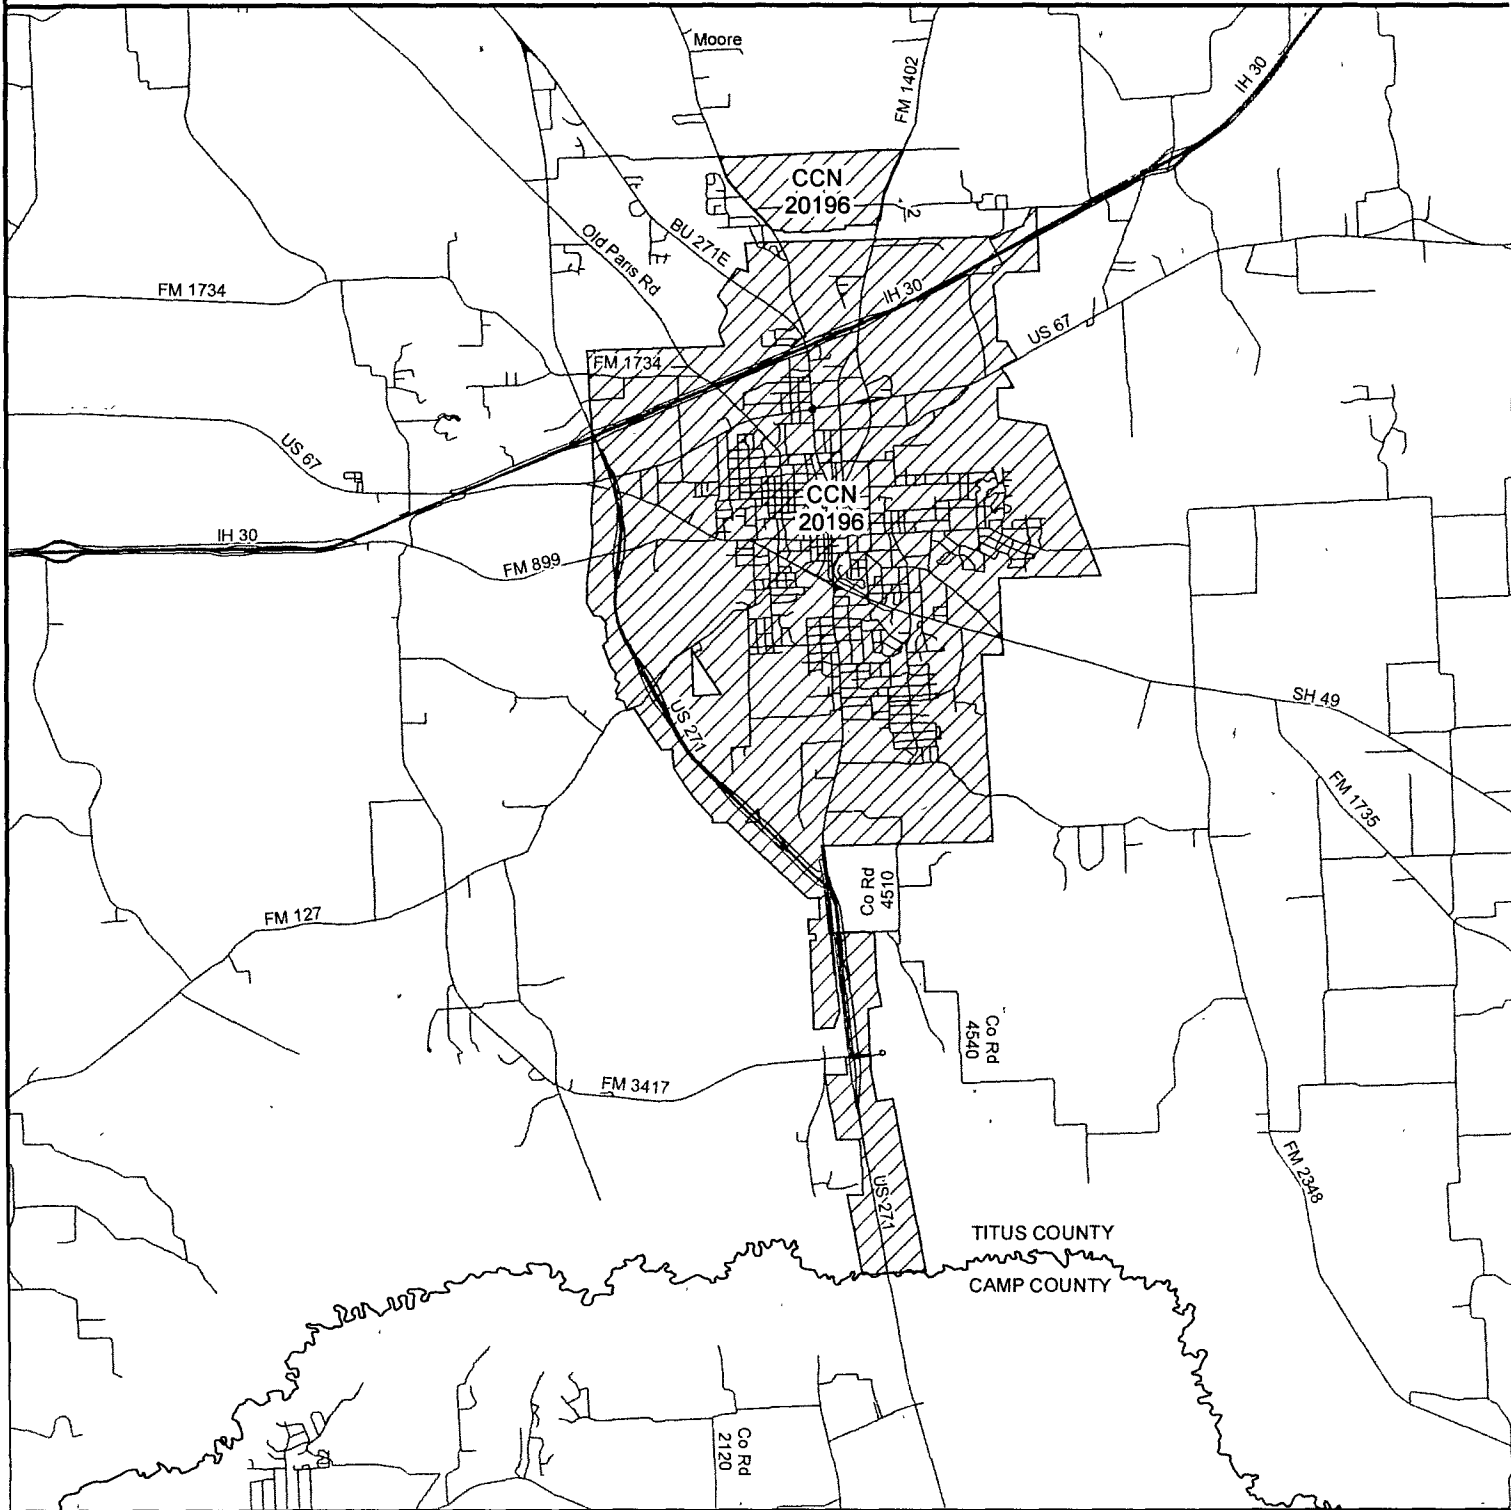 Moore
FM 1402
IH 30
CCN
20196
2
BU 271E
Old Paris Rd
FM 1734
IH 30
US 67
FM 1734
US 67
CCN
20196
IH 30
FM 899
SH 49
US 271
FM 1735
Co Rd
4510
FM 127
Co Rd
4540
FM 3417
FM 2348
US 271
TITUS COUNTY
CAMP COUNTY
Co Rd
2120